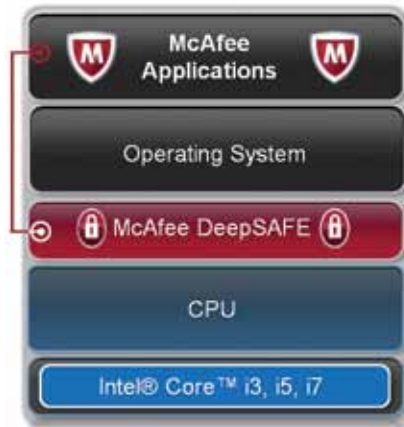 McAfee
Applications
Operating System
McAfee DeepSAFE
CPU
Intel® Core™ i3, i5, i7